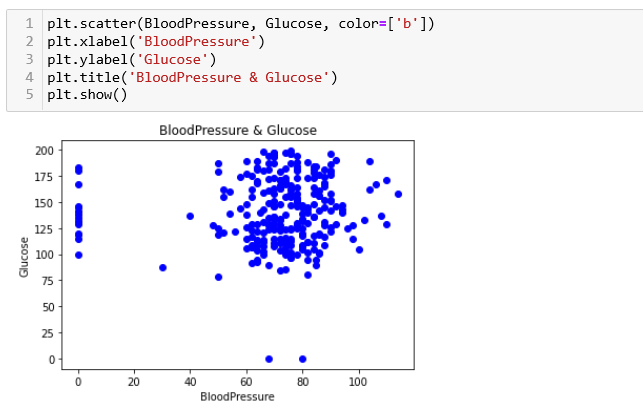 1 plt.scatter(BloodPressure, Glucose, color=['b'])
2 plt.xlabel('BloodPressure')
3 plt.ylabel('Glucose')
4 plt.title('BloodPressure & Glucose')
5 plt.show()
BloodPressure & Glucose
200
175
150
125
100
75
50
25
0
Glucose
0 20 40 60 80 100
BloodPressure